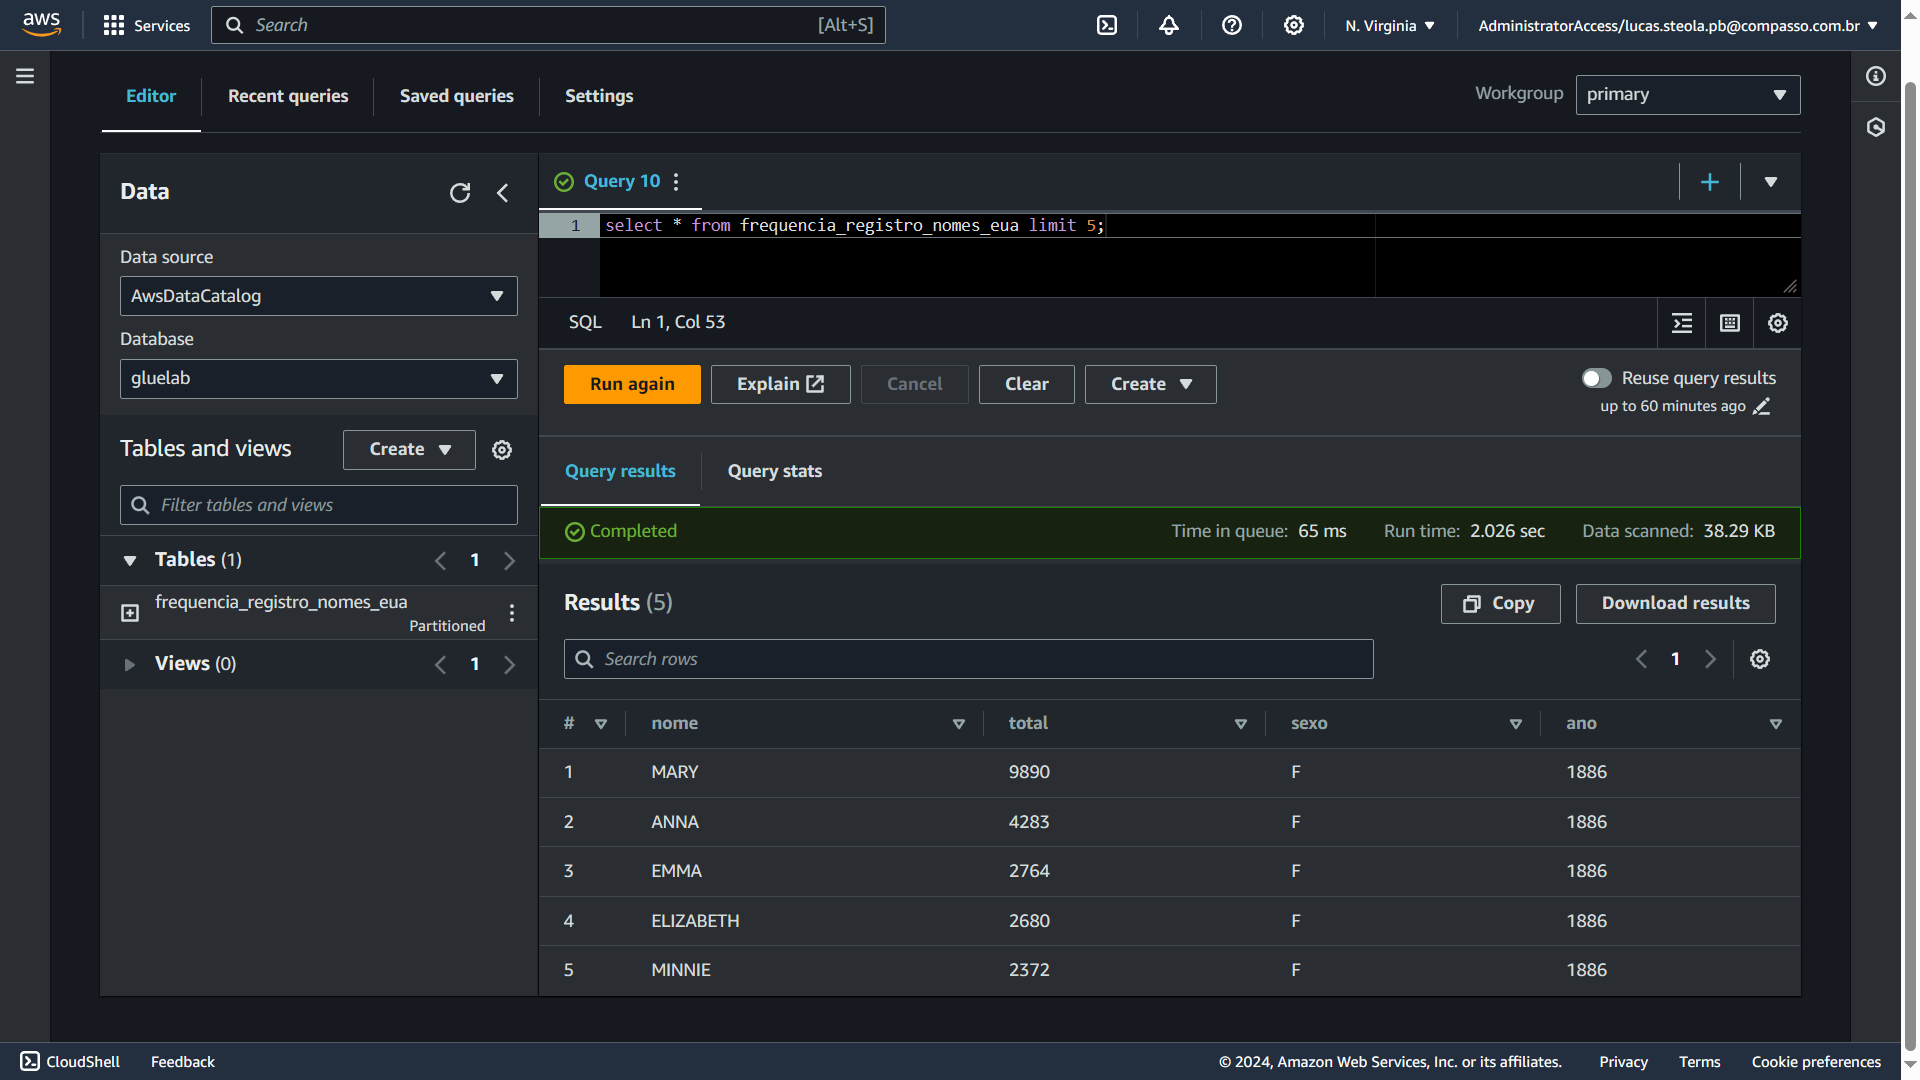 aws
Services
Search
[Alt+S]
N. Virginia
AdministratorAccess/lucas.steola.pb@compasso.com.br
Editor
Recent queries
Saved queries
Settings
Workgroup
primary
Data
Data source
AwsDataCatalog
Database
gluelab
Tables and views
Create
Filter tables and views
Tables (1)
1
frequencia_registro_nomes_eua
Partitioned
Views (0)
1
Query 10
1 select * from frequencia_registro_nomes_eua limit 5;
SQL Ln 1, Col 53
Run again
Explain
Cancel
Clear
Create
Reuse query results
up to 60 minutes ago
Query results
Query stats
Completed
Time in queue: 65 ms
Run time: 2.026 sec
Data scanned: 38.29 KB
Results (5)
Copy
Download results
Search rows
1
# nome total sexo ano
1 MARY 9890 F 1886
2 ANNA 4283 F 1886
3 EMMA 2764 F 1886
4 ELIZABETH 2680 F 1886
5 MINNIE 2372 F 1886
CloudShell
Feedback
© 2024, Amazon Web Services, Inc. or its affiliates.
Privacy
Terms
Cookie preferences